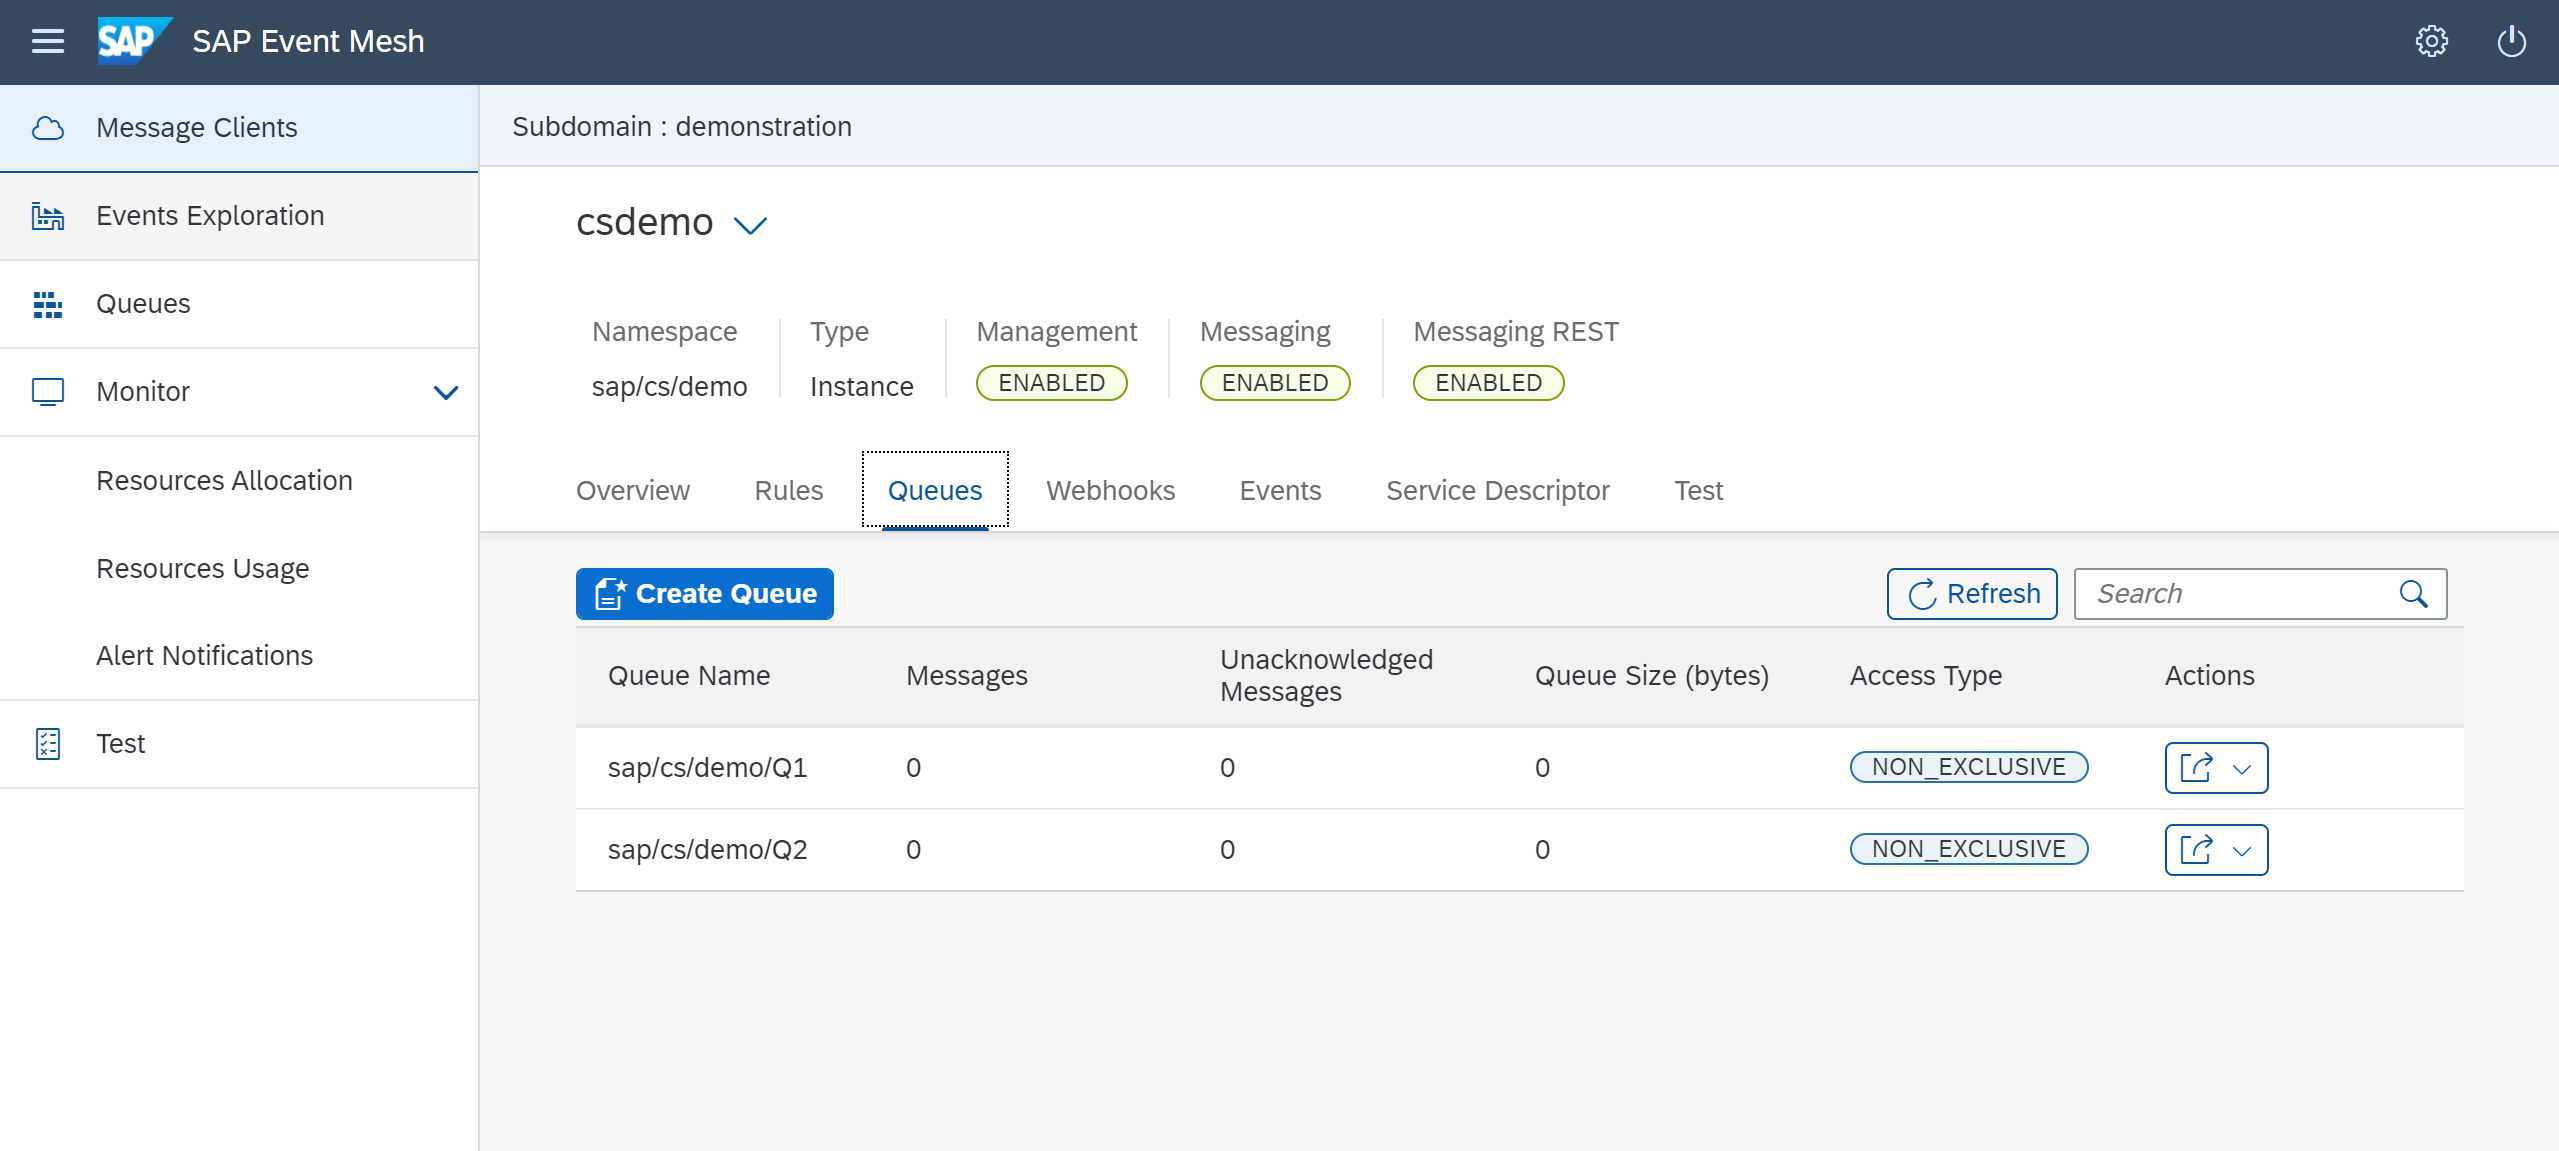 SAP SAP Event Mesh
Message Clients
Events Exploration
Queues
Monitor
Resources Allocation
Resources Usage
Alert Notifications
Test
Subdomain : demonstration
csdemo
Namespace Type Management Messaging Messaging REST
sap/cs/demo Instance ENABLED ENABLED ENABLED
Overview Rules Queues Webhooks Events Service Descriptor Test
Create Queue Refresh Search
Queue Name Messages Unacknowledged Messages Queue Size (bytes) Access Type Actions
sap/cs/demo/Q1 0 0 0 NON_EXCLUSIVE
sap/cs/demo/Q2 0 0 0 NON_EXCLUSIVE